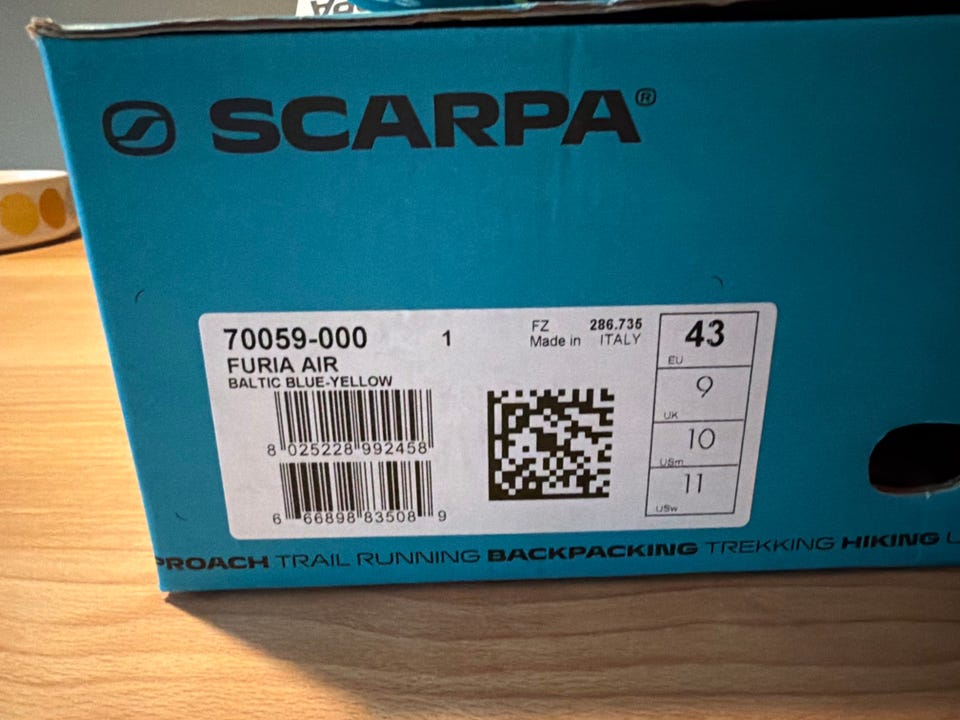 SCARPA®
70059-000 1
FURIA AIR
BALTIC BLUE-YELLOW
8 025228 992458
6 66898 83508 9
FZ 286.735
Made in ITALY
43
EU
9
UK
10
USm
11
USw
PROACH TRAIL RUNNING BACKPACKING TREKKING HIKING